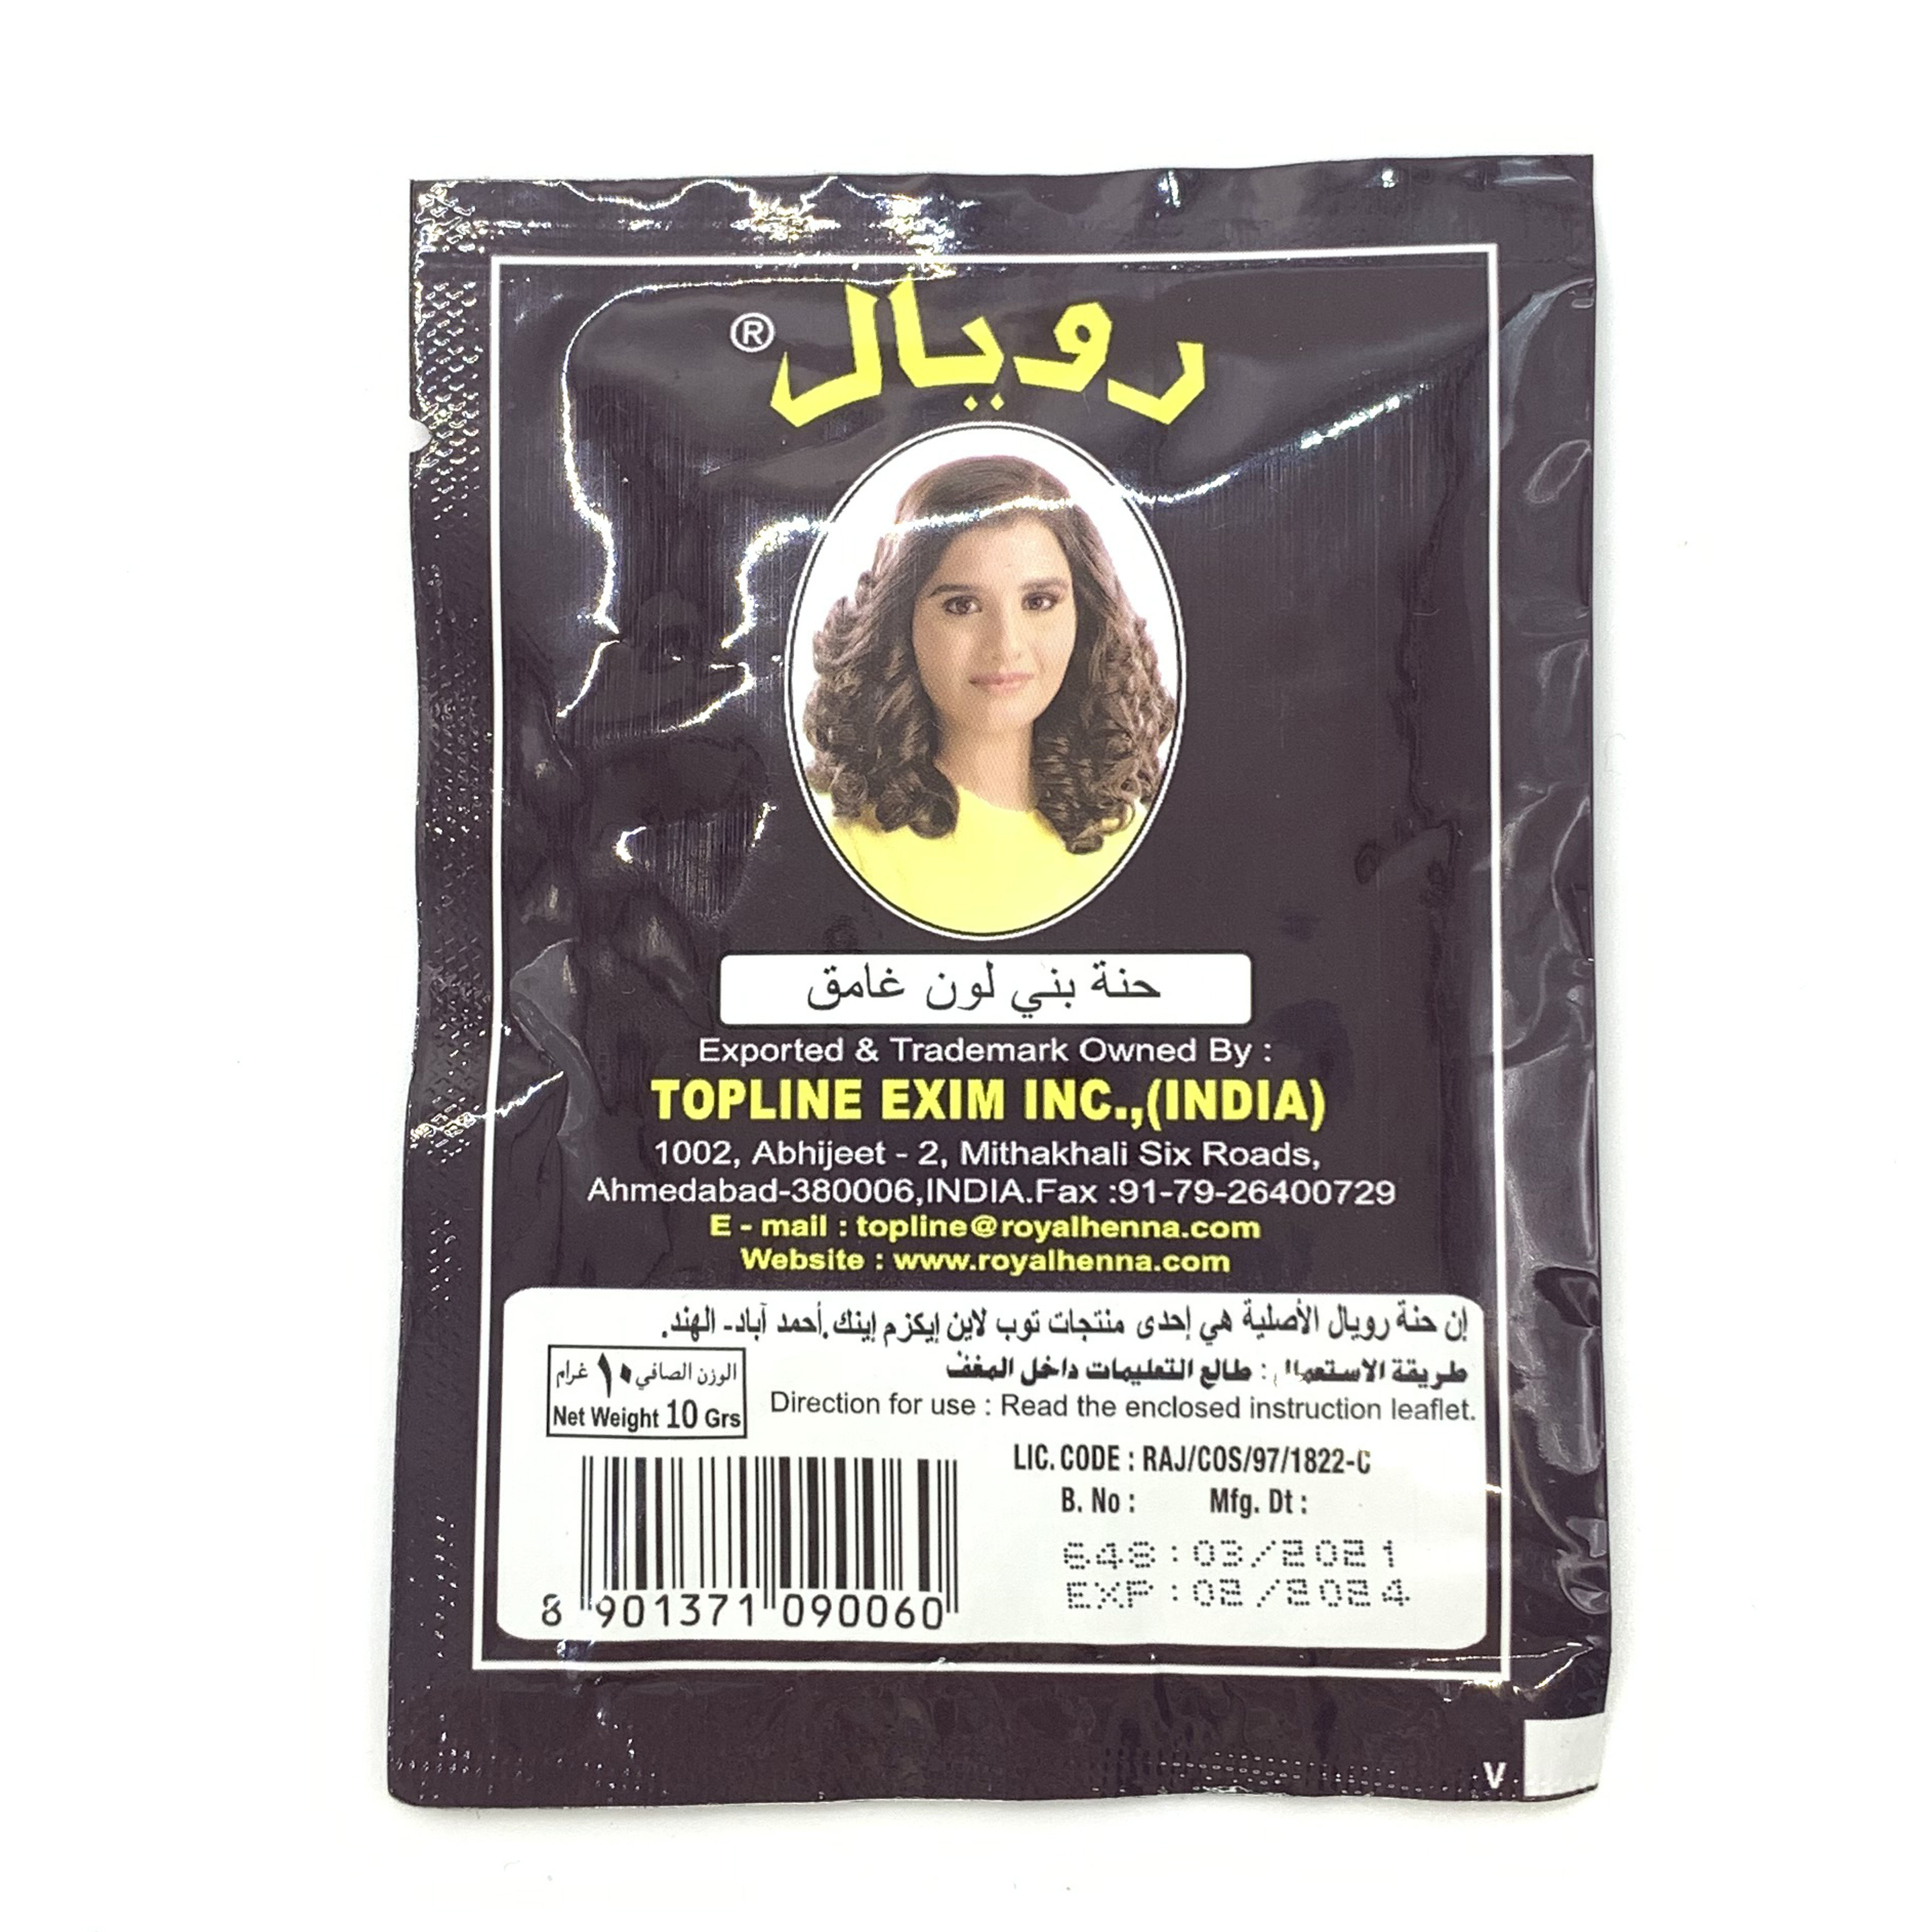 رويال ®
حنة بني لون غامق
Exported & Trademark Owned By :
TOPLINE EXIM INC.,(INDIA)
1002, Abhijeet - 2, Mithakhali Six Roads,
Ahmedabad-380006,INDIA.Fax :91-79-26400729
E - mail : topline@royalhenna.com
Website : www.royalhenna.com
إن حنة رويال الأصلية هي إحدى منتجات توب لاين إيكزم إينك.أحمد آباد- الهند.
طريقة الاستعمال : طالع التعليمات داخل المغف
الوزن الصافي ١٠ غرام
Net Weight 10 Grs
Direction for use : Read the enclosed instruction leaflet.
LIC. CODE : RAJ/COS/97/1822-C
B. No : Mfg. Dt :
648:03/2021
EXP:02/2024
8 901371 090060
V